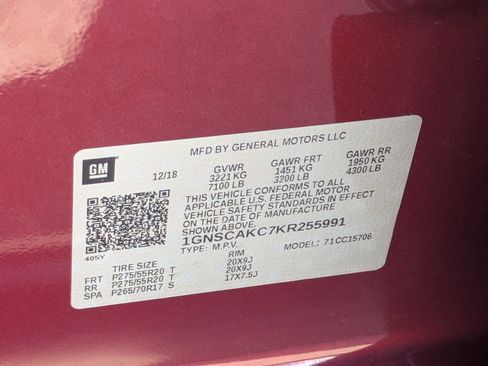 MFD BY GENERAL MOTORS LLC
GM
12/18 GVWR GAWR FRT GAWR RR
3221 KG 1451 KG 1950 KG
7100 LB 3200 LB 4300 LB
THIS VEHICLE CONFORMS TO ALL
APPLICABLE U.S. FEDERAL MOTOR
VEHICLE SAFETY STANDARDS IN EFFECT
ON THE DATE OF MANUFACTURE
SHOWN ABOVE.
1GNSCAKC7KR255991
TYPE: M.P.V. MODEL: 71CC15706
405Y
TIRE SIZE RIM
FRT P275/55R20 T 20X9J
RR P275/55R20 T 20X9J
SPA P265/70R17 S 17X7.5J